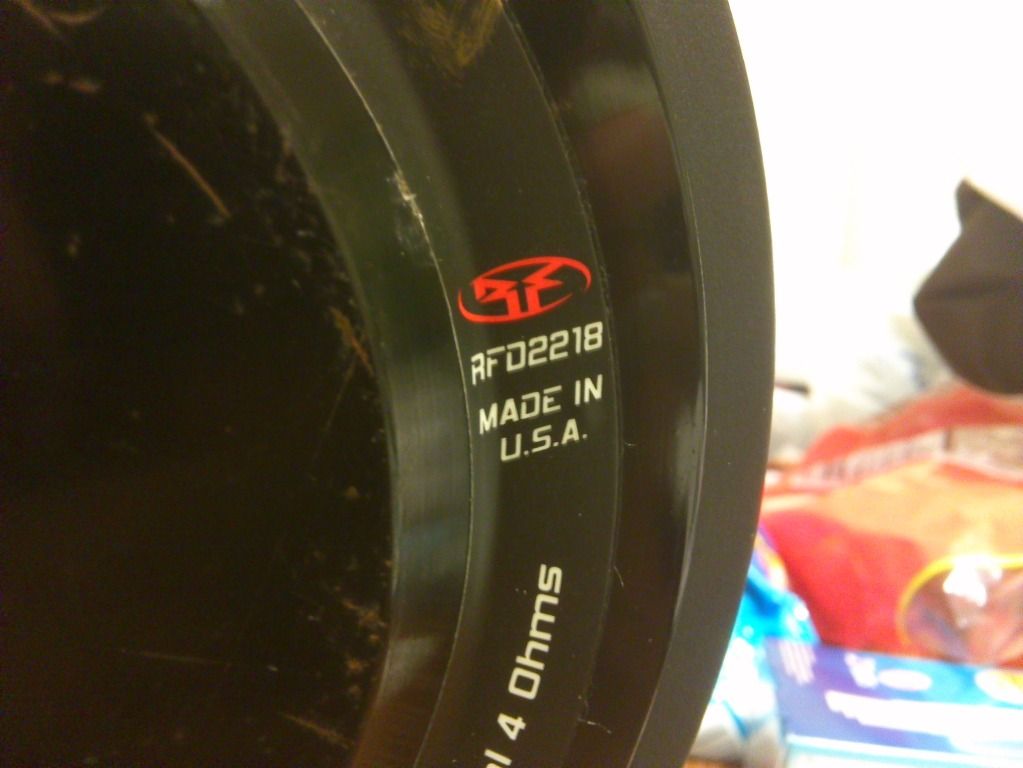 RFD2218
MADE IN
U.S.A.
4 Ohms